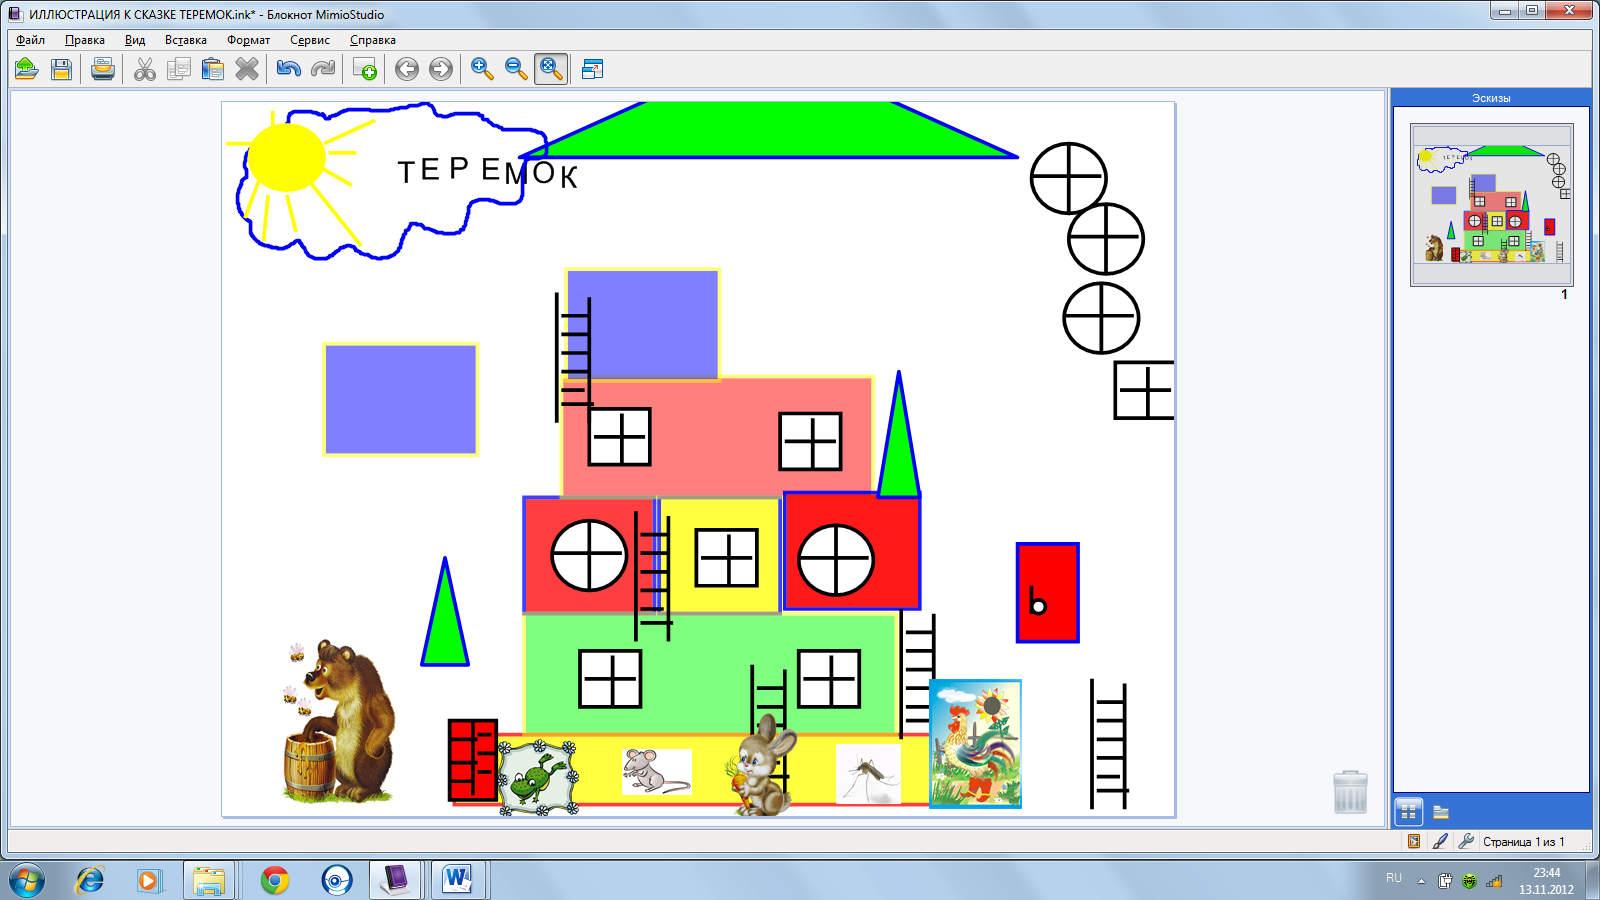 ИЛЛЮСТРАЦИЯ К СКАЗКЕ ТЕРЕМОК.ink* - Блокнот MimioStudio
Файл Правка Вид Вставка Формат Сервис Справка
Эскизы
ТЕРЕМОК
1
Страница 1 из 1
RU
23:44
13.11.2012